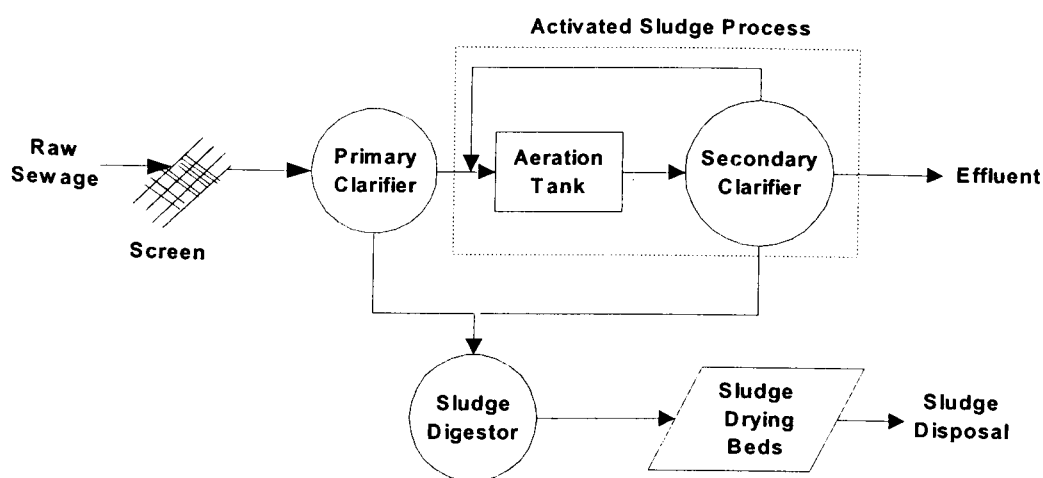 Activated Sludge Process
Raw
Sewage
Screen
Primary
Clarifier
Aeration
Tank
Secondary
Clarifier
Effluent
Sludge
Digestor
Sludge
Drying
Beds
Sludge
Disposal